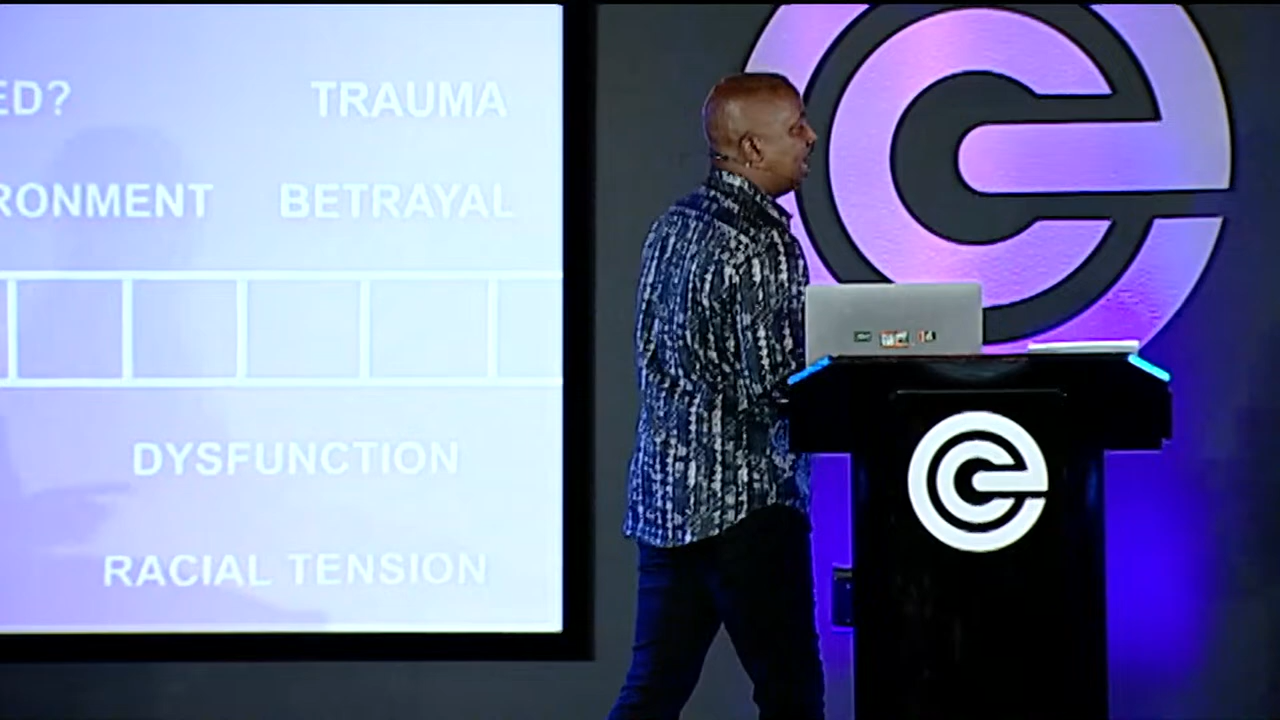 ED? TRAUMA
RONMENT BETRAYAL
DYSFUNCTION
RACIAL TENSION